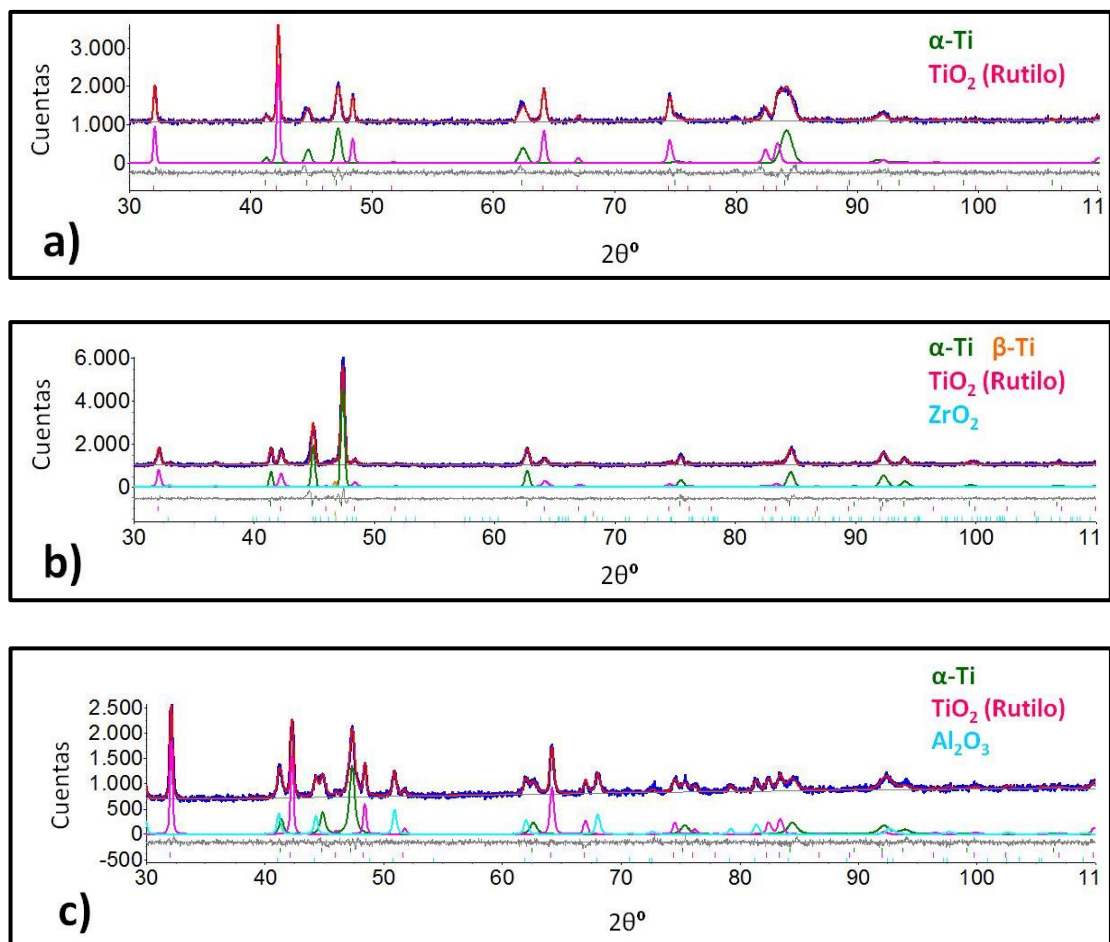 α-Ti
TiO₂ (Rutilo)
3.000
2.000
1.000
0
Cuentas
30 40 50 60 70 80 90 100 11
2θº
a)
α-Ti β-Ti
TiO₂ (Rutilo)
ZrO₂
6.000
4.000
2.000
0
Cuentas
30 40 50 60 70 80 90 100 11
2θº
b)
α-Ti
TiO₂ (Rutilo)
Al₂O₃
2.500
2.000
1.500
1.000
500
0
-500
Cuentas
30 40 50 60 70 80 90 100 11
2θº
c)